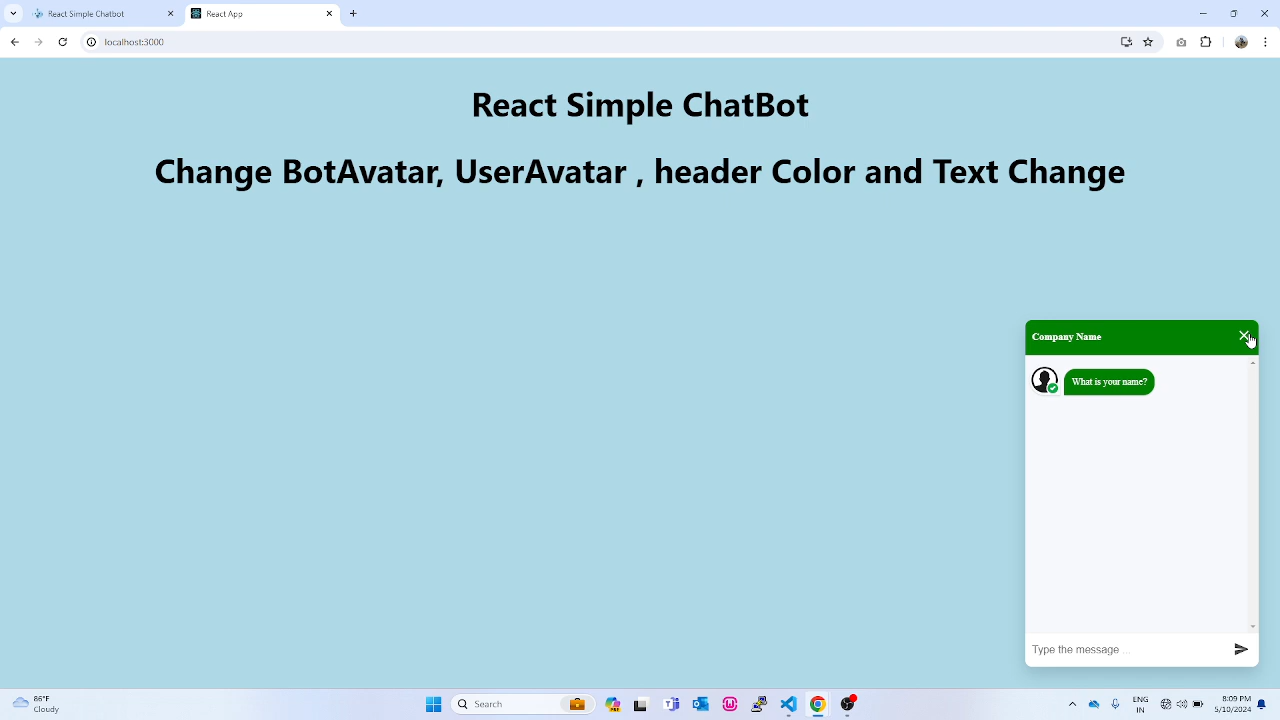 React Simple Chatbot
React App
localhost:3000
React Simple ChatBot
Change BotAvatar, UserAvatar , header Color and Text Change
Company Name
What is your name?
Type the message ...
86°F
Cloudy
Search
ENG
IN
8:09 PM
5/10/2024